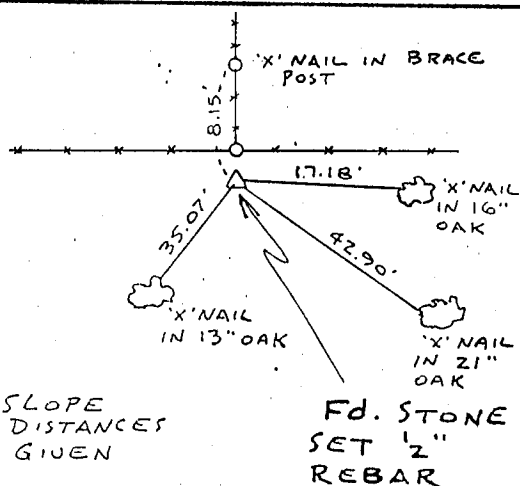 'X' NAIL IN BRACE
POST
8.15'
17.18'
'X' NAIL
IN 16"
OAK
35.07'
42.90'
'X' NAIL
IN 13" OAK
'X' NAIL
IN 21"
OAK
SLOPE
DISTANCES
GIVEN
Fd. STONE
SET ½"
REBAR